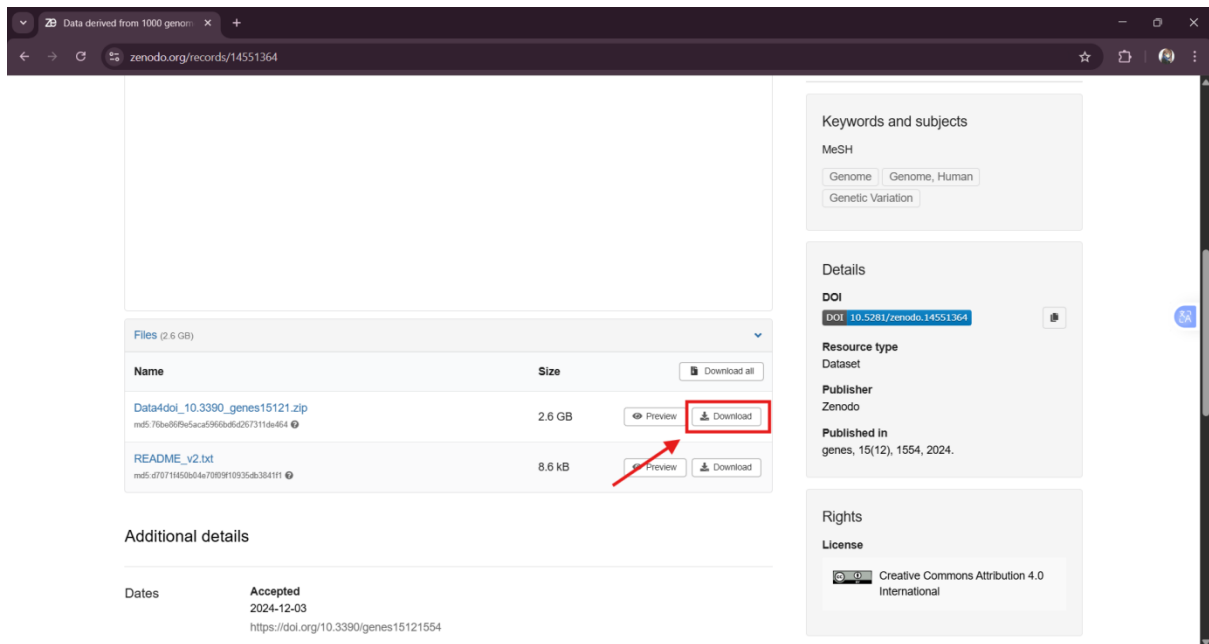 Data derived from 1000 genom
zenodo.org/records/14551364
Files (2.6 GB)
Name Size Download all
Data4doi_10.3390_genes15121.zip 2.6 GB Preview Download
md5:76be86f9e5aca5966bd6d267311de464
README_v2.txt 8.6 kB Preview Download
md5:d7071f450b04e70f09f10935db3841f1
Additional details
Dates Accepted
2024-12-03
https://doi.org/10.3390/genes15121554
Keywords and subjects
MeSH
Genome Genome, Human
Genetic Variation
Details
DOI
DOI 10.5281/zenodo.14551364
Resource type
Dataset
Publisher
Zenodo
Published in
genes, 15(12), 1554, 2024.
Rights
License
Creative Commons Attribution 4.0
International